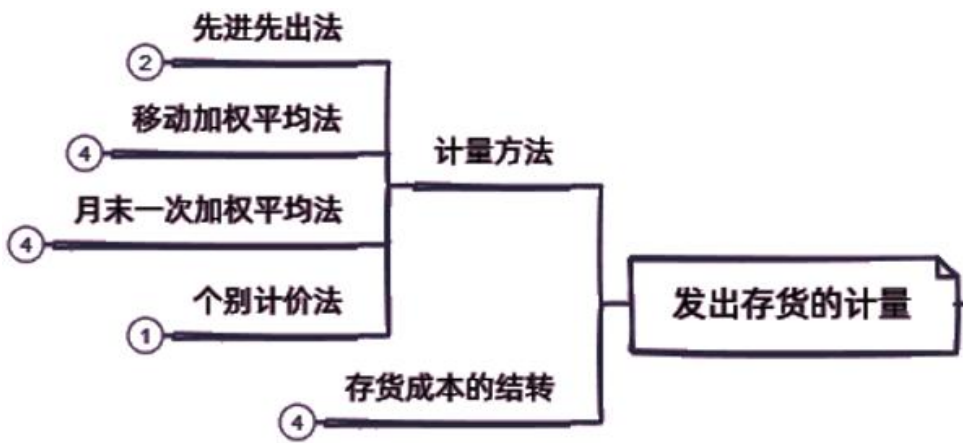 先进先出法
②
移动加权平均法
④
计量方法
月末一次加权平均法
④
个别计价法
①
发出存货的计量
存货成本的结转
④